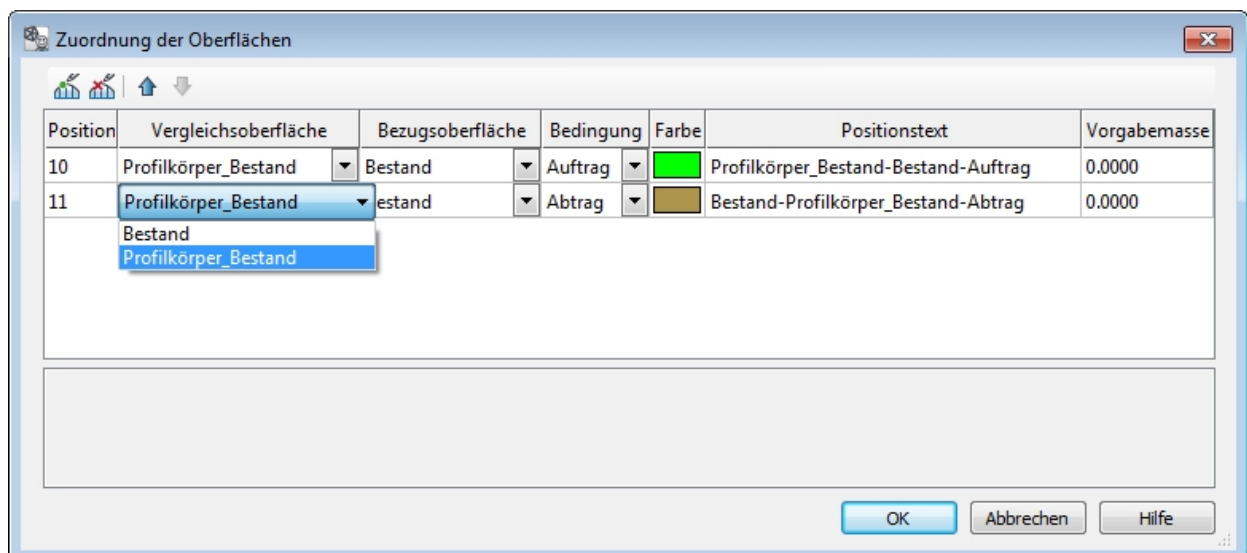 Zuordnung der Oberflächen
Position Vergleichsoberfläche Bezugsoberfläche Bedingung Farbe Positionstext Vorgabemasse
10 Profilkörper_Bestand Bestand Auftrag Profilkörper_Bestand-Bestand-Auftrag 0.0000
11 Profilkörper_Bestand estand Abtrag Bestand-Profilkörper_Bestand-Abtrag 0.0000
Bestand
Profilkörper_Bestand
OK Abbrechen Hilfe